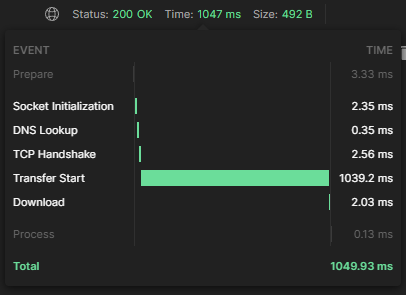 Status: 200 OK Time: 1047 ms Size: 492 B
EVENT TIME
Prepare 3.33 ms
Socket Initialization 2.35 ms
DNS Lookup 0.35 ms
TCP Handshake 2.56 ms
Transfer Start 1039.2 ms
Download 2.03 ms
Process 0.13 ms
Total 1049.93 ms